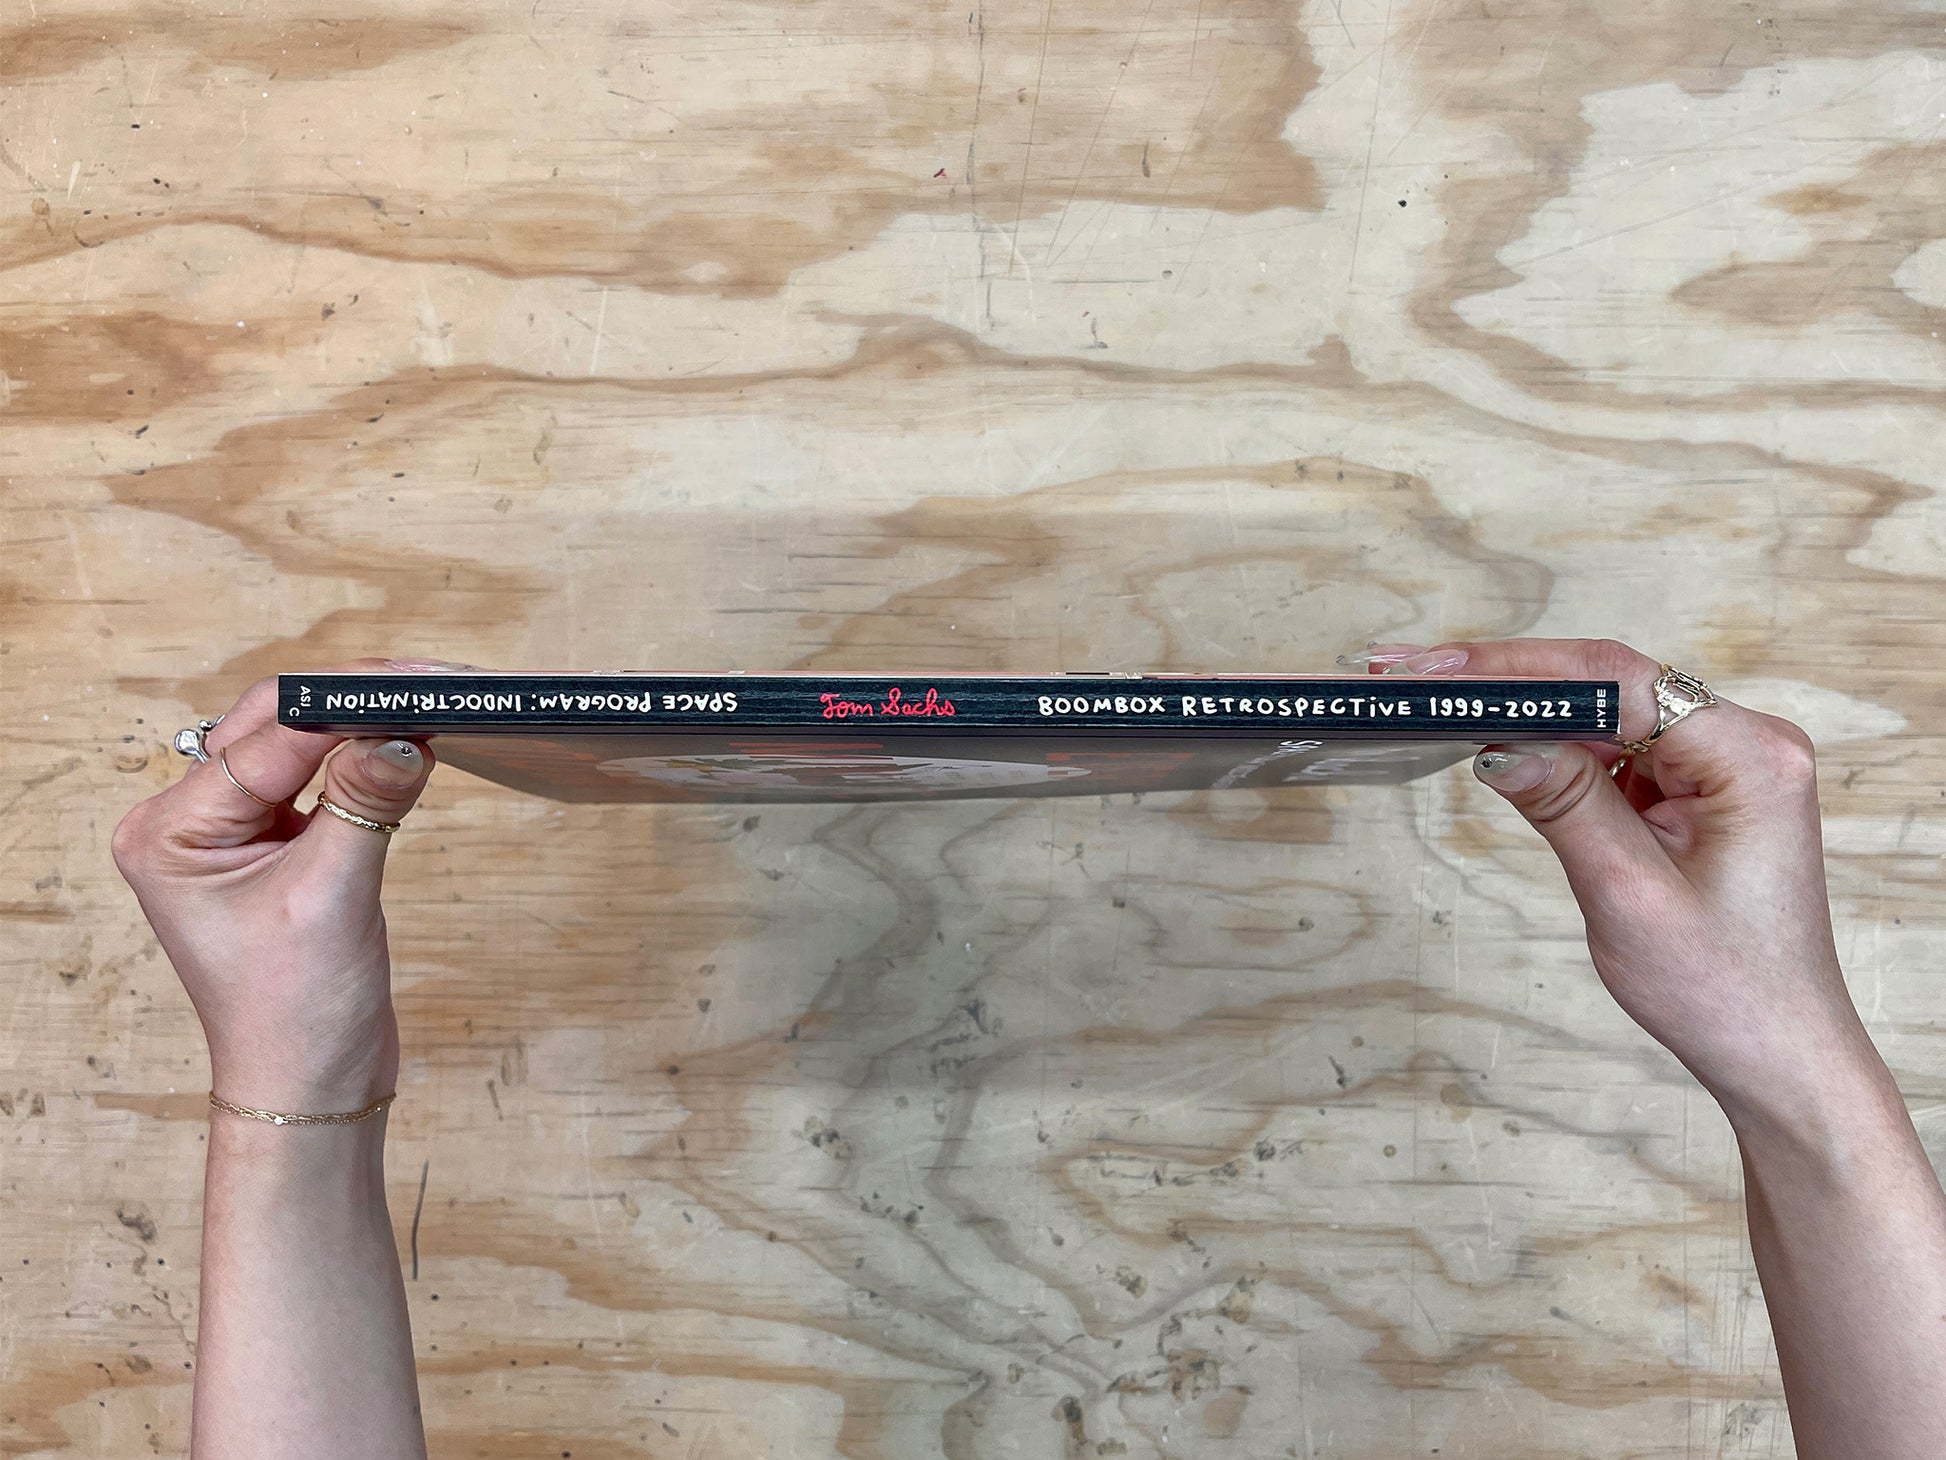 ASI C
SPACE PROGRAM: INDOCTRiNATiON
Tom Sachs
BOOMBOX RETROSPECTiVE 1999-2022
HYBE